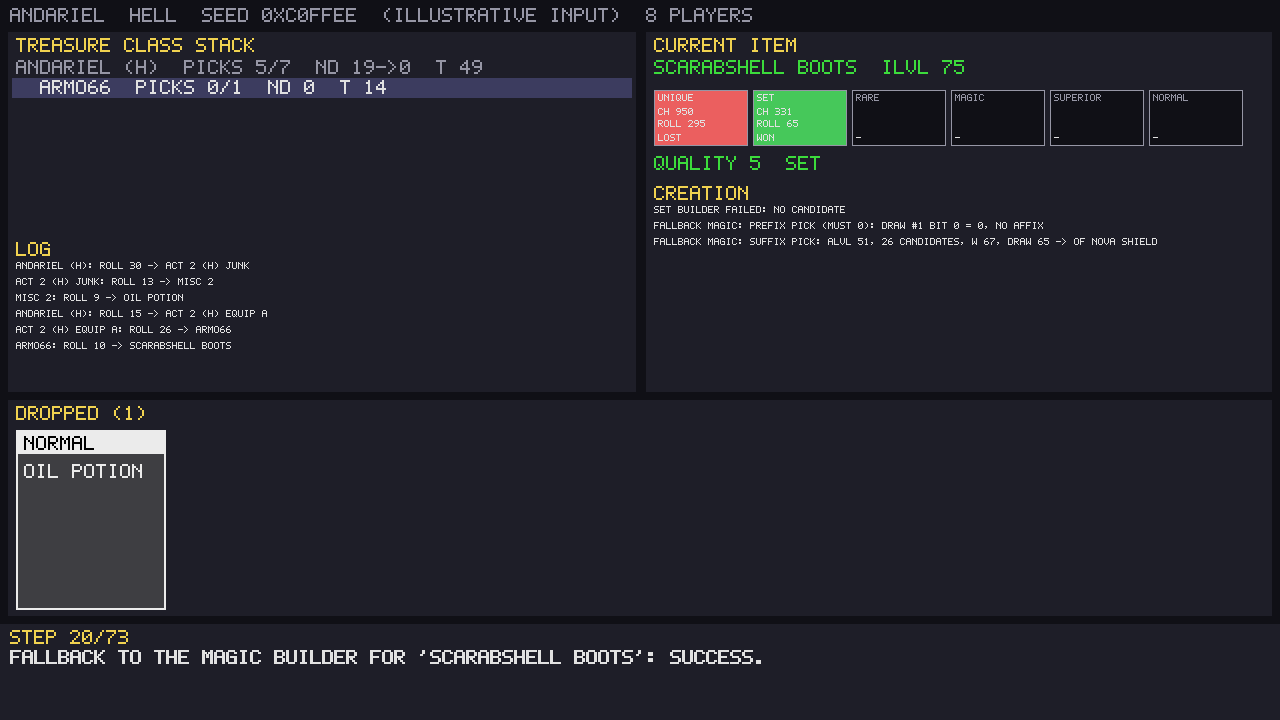 ANDARIEL HELL SEED 0XC0FFEE (ILLUSTRATIVE INPUT) 8 PLAYERS
TREASURE CLASS STACK
ANDARIEL (H) PICKS 5/7 ND 19->0 T 49
ARMO66 PICKS 0/1 ND 0 T 14
LOG
ANDARIEL (H): ROLL 30 -> ACT 2 (H) JUNK
ACT 2 (H) JUNK: ROLL 13 -> MISC 2
MISC 2: ROLL 9 -> OIL POTION
ANDARIEL (H): ROLL 15 -> ACT 2 (H) EQUIP A
ACT 2 (H) EQUIP A: ROLL 26 -> ARMO66
ARMO66: ROLL 10 -> SCARABSHELL BOOTS
CURRENT ITEM
SCARABSHELL BOOTS ILVL 75
UNIQUE
CH 950
ROLL 295
LOST
SET
CH 331
ROLL 65
WON
RARE
-
MAGIC
-
SUPERIOR
-
NORMAL
-
QUALITY 5 SET
CREATION
SET BUILDER FAILED: NO CANDIDATE
FALLBACK MAGIC: PREFIX PICK (MUST 0): DRAW #1 BIT 0 = 0, NO AFFIX
FALLBACK MAGIC: SUFFIX PICK: ALVL 51, 26 CANDIDATES, W 67, DRAW 65 -> OF NOVA SHIELD
DROPPED (1)
NORMAL
OIL POTION
STEP 20/73
FALLBACK TO THE MAGIC BUILDER FOR 'SCARABSHELL BOOTS': SUCCESS.